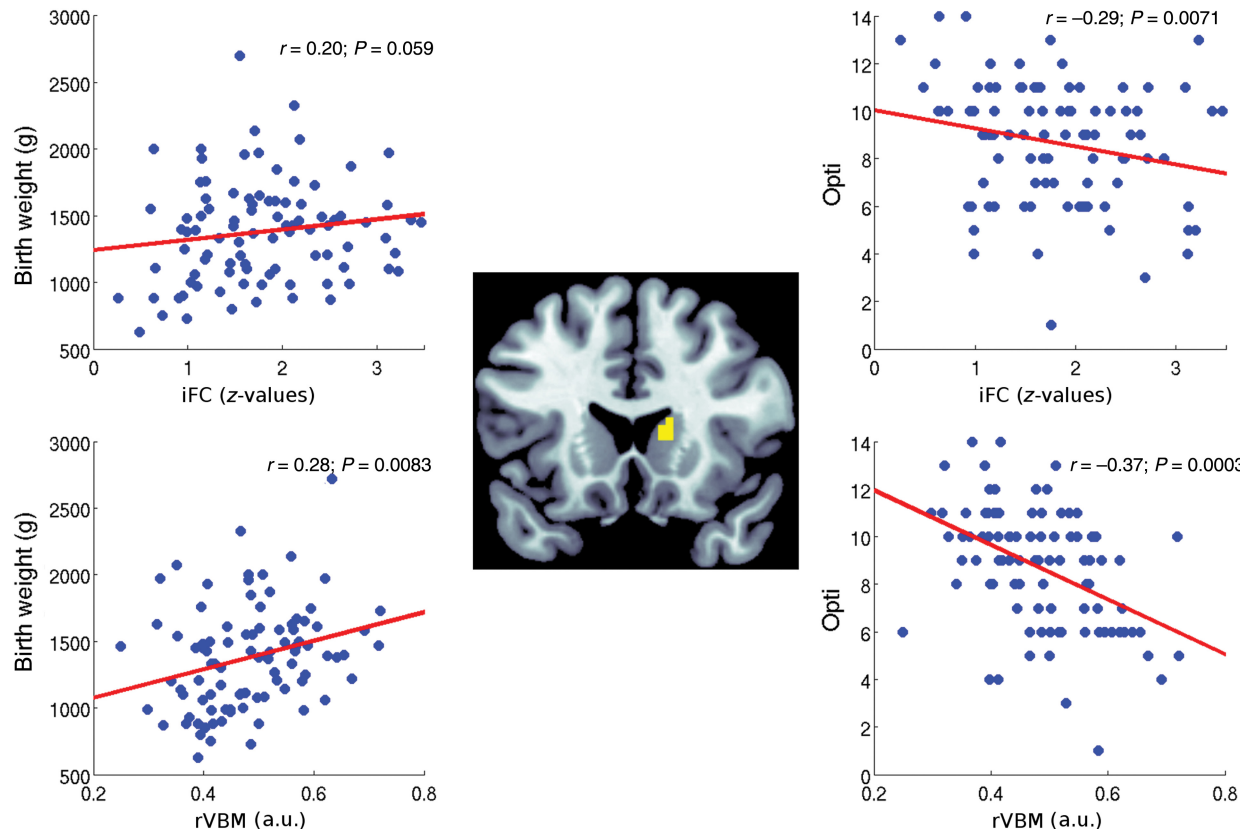 3000
2500
2000
1500
1000
500
Birth weight (g)
r = 0.20; P = 0.059
0 1 2 3
iFC (z-values)
14
12
10
8
6
4
2
0
Opti
r = −0.29; P = 0.0071
0 1 2 3
iFC (z-values)
3000
2500
2000
1500
1000
500
Birth weight (g)
r = 0.28; P = 0.0083
0.2 0.4 0.6 0.8
rVBM (a.u.)
14
12
10
8
6
4
2
0
Opti
r = −0.37; P = 0.0003
0.2 0.4 0.6 0.8
rVBM (a.u.)